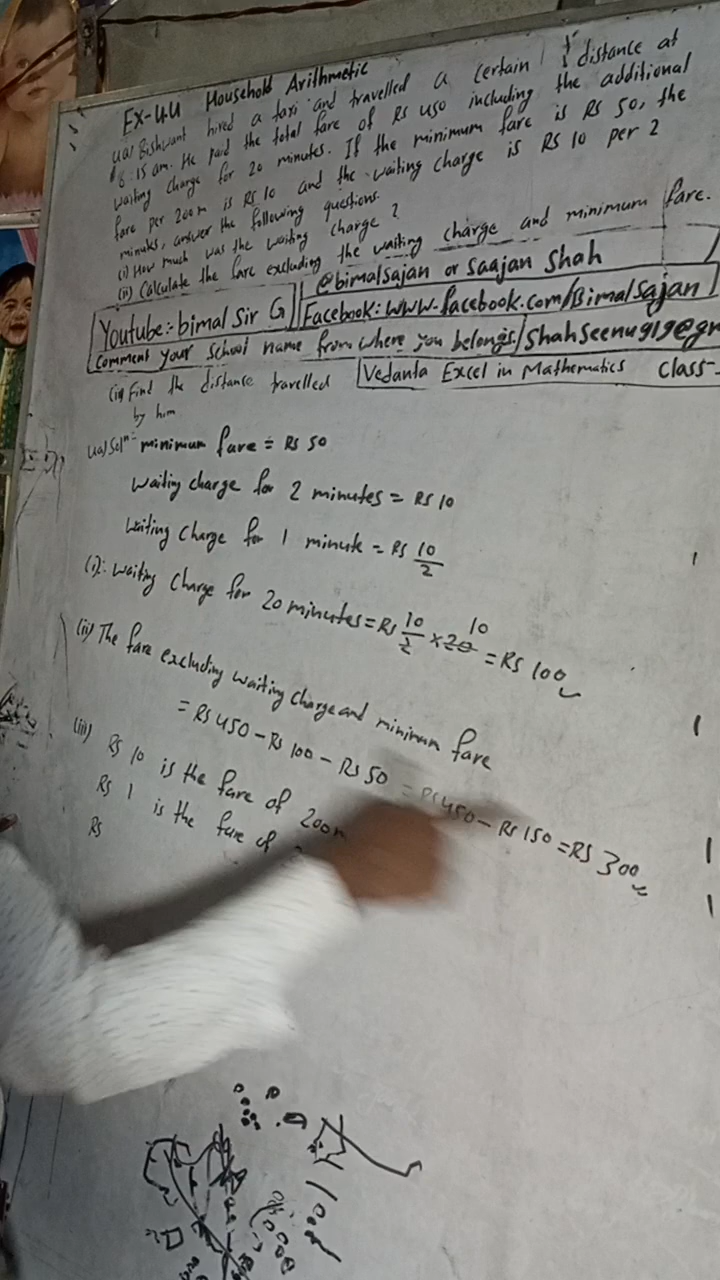 Ex-4.4 Household Arithmetic
4a) Bishwant hired a taxi and travelled a certain distance at
8:15 am. He paid the total fare of Rs 450 including the additional
waiting charge for 20 minutes. If the minimum fare is Rs 50, the
fare per 200m is Rs 10 and the waiting charge is Rs 10 per 2
minutes, answer the following questions.
(i) How much was the waiting charge?
(ii) Calculate the fare excluding the waiting charge and minimum fare.
Youtube:- bimal Sir G
@bimalsajan or Saajan Shah
Facebook: www.facebook.com/Bimalsajan
Comment your School name from where you belongs/Shahseenu919@gm
(iii) Find the distance travelled
by him
Vedanta Excel in Mathematics Class-
4a) Solⁿ:- minimum fare = Rs 50
Waiting charge for 2 minutes = Rs 10
Waiting charge for 1 minute = Rs 10/2
(i): Waiting charge for 20 minutes = Rs 10/2 × 20 10 = Rs 100
(ii) The fare excluding waiting charge and minimum fare
= Rs 450 - Rs 100 - Rs 50 = Rs 450 - Rs 150 = Rs 300
(iii) Rs 10 is the fare of 200m
Rs 1 is the fare of
Rs